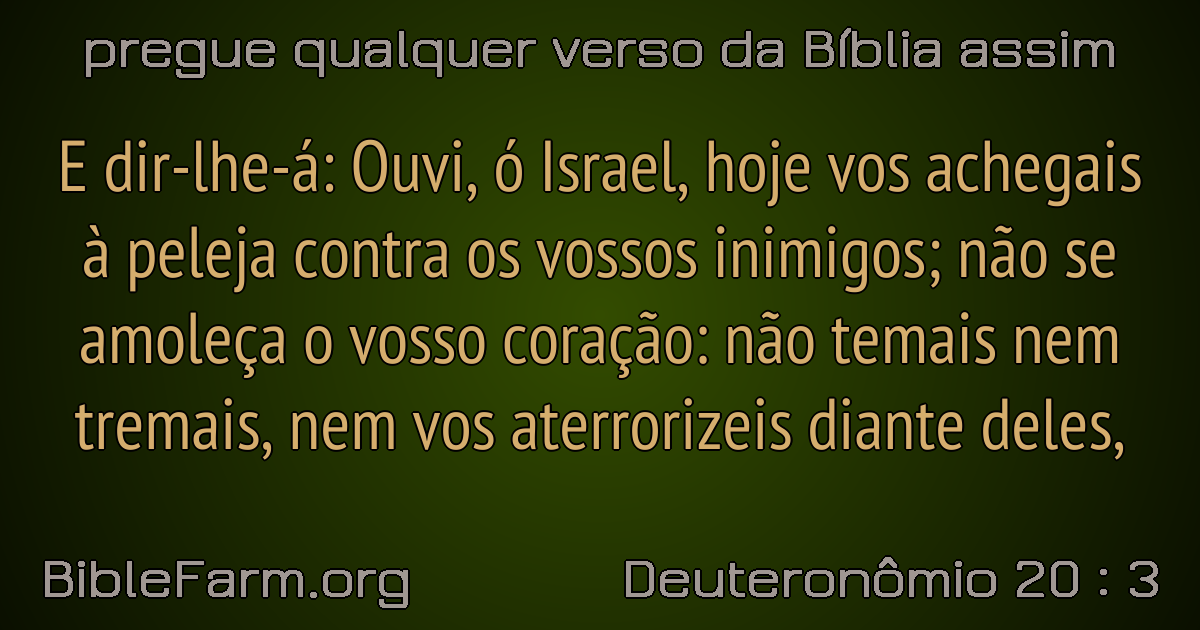 pregue qualquer verso da Bíblia assim
E dir-lhe-á: Ouvi, ó Israel, hoje vos achegais
à peleja contra os vossos inimigos; não se
amoleça o vosso coração: não temais nem
tremais, nem vos aterrorizeis diante deles,
BibleFarm.org
Deuteronômio 20 : 3